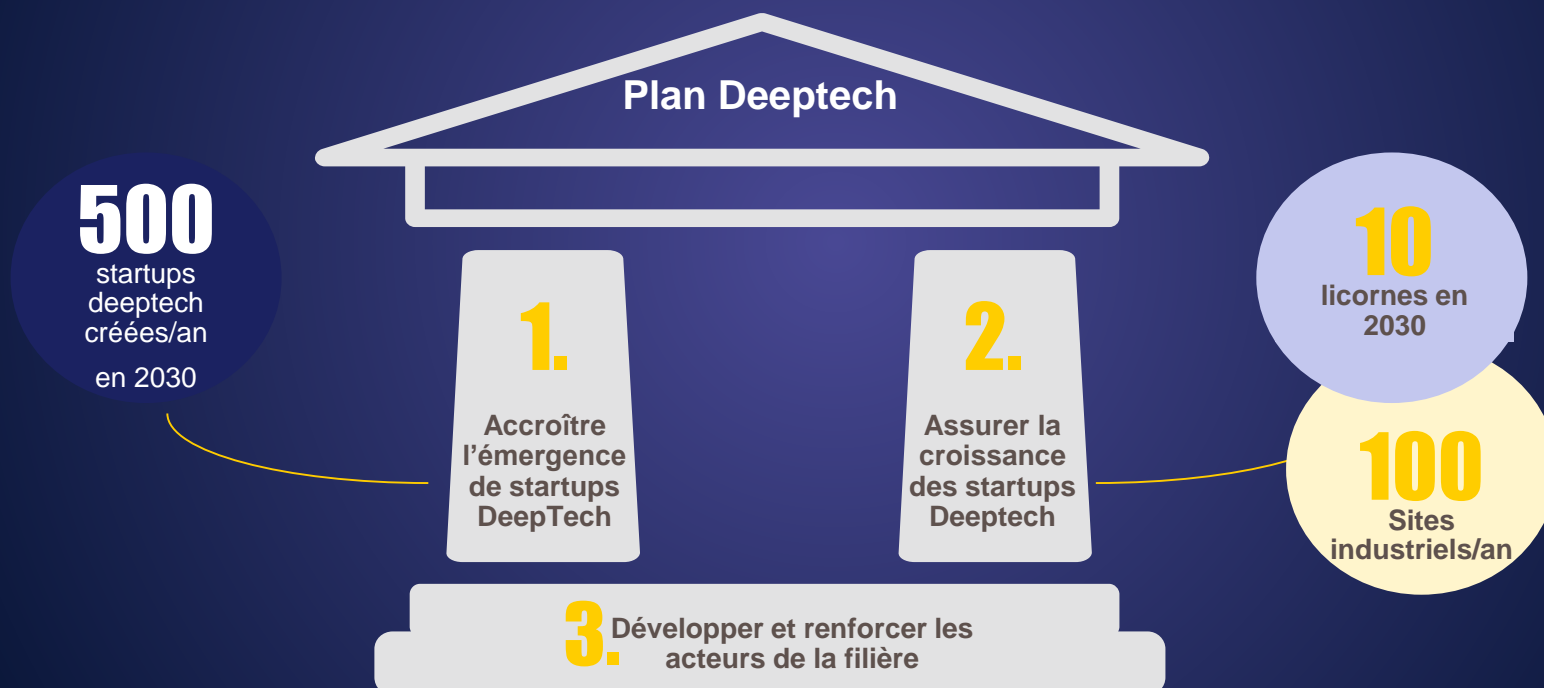 Plan Deeptech
500
startups
deeptech
créées/an
en 2030
1.
Accroître
l’émergence
de startups
DeepTech
2.
Assurer la
croissance
des startups
Deeptech
10
licornes en
2030
100
Sites
industriels/an
3.
Développer et renforcer les
acteurs de la filière